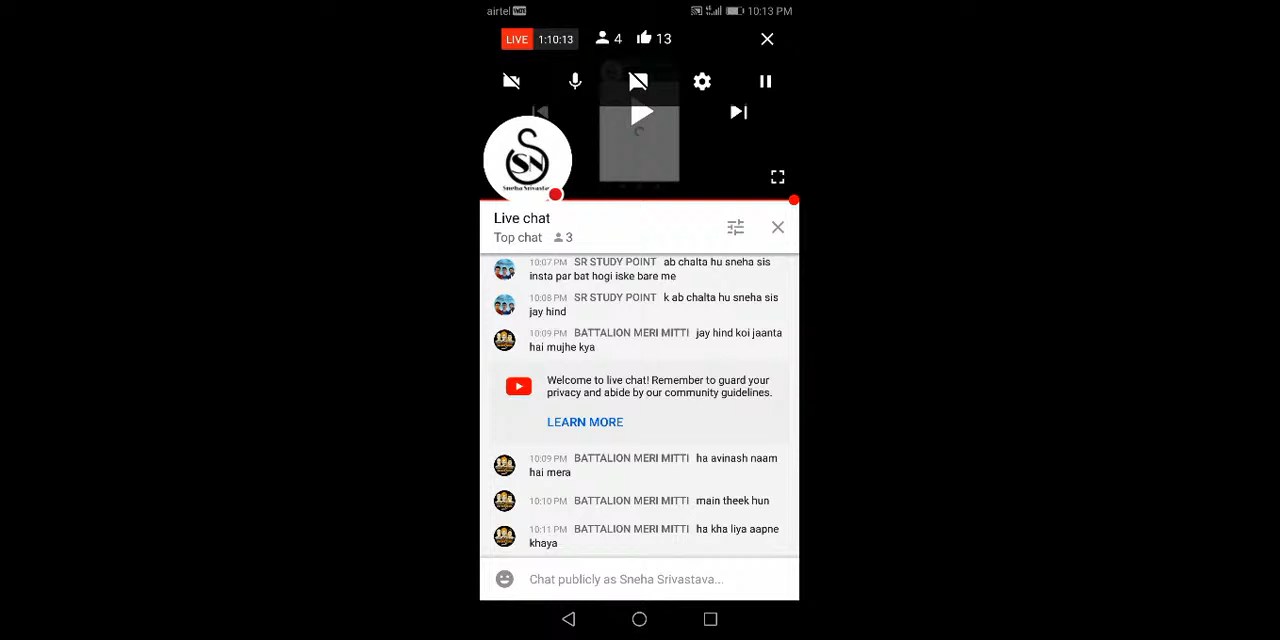 airtel 10:13 PM
LIVE 1:10:13 4 13
SN
Sneha Srivastava
Live chat
Top chat 3
10:07 PM SR STUDY POINT ab chalta hu sneha sis
insta par bat hogi iske bare me
10:08 PM SR STUDY POINT k ab chalta hu sneha sis
jay hind
10:09 PM BATTALION MERI MITTI jay hind koi jaanta
hai mujhe kya
Welcome to live chat! Remember to guard your
privacy and abide by our community guidelines.
LEARN MORE
10:09 PM BATTALION MERI MITTI ha avinash naam
hai mera
10:10 PM BATTALION MERI MITTI main theek hun
10:11 PM BATTALION MERI MITTI ha kha liya aapne
khaya
Chat publicly as Sneha Srivastava...